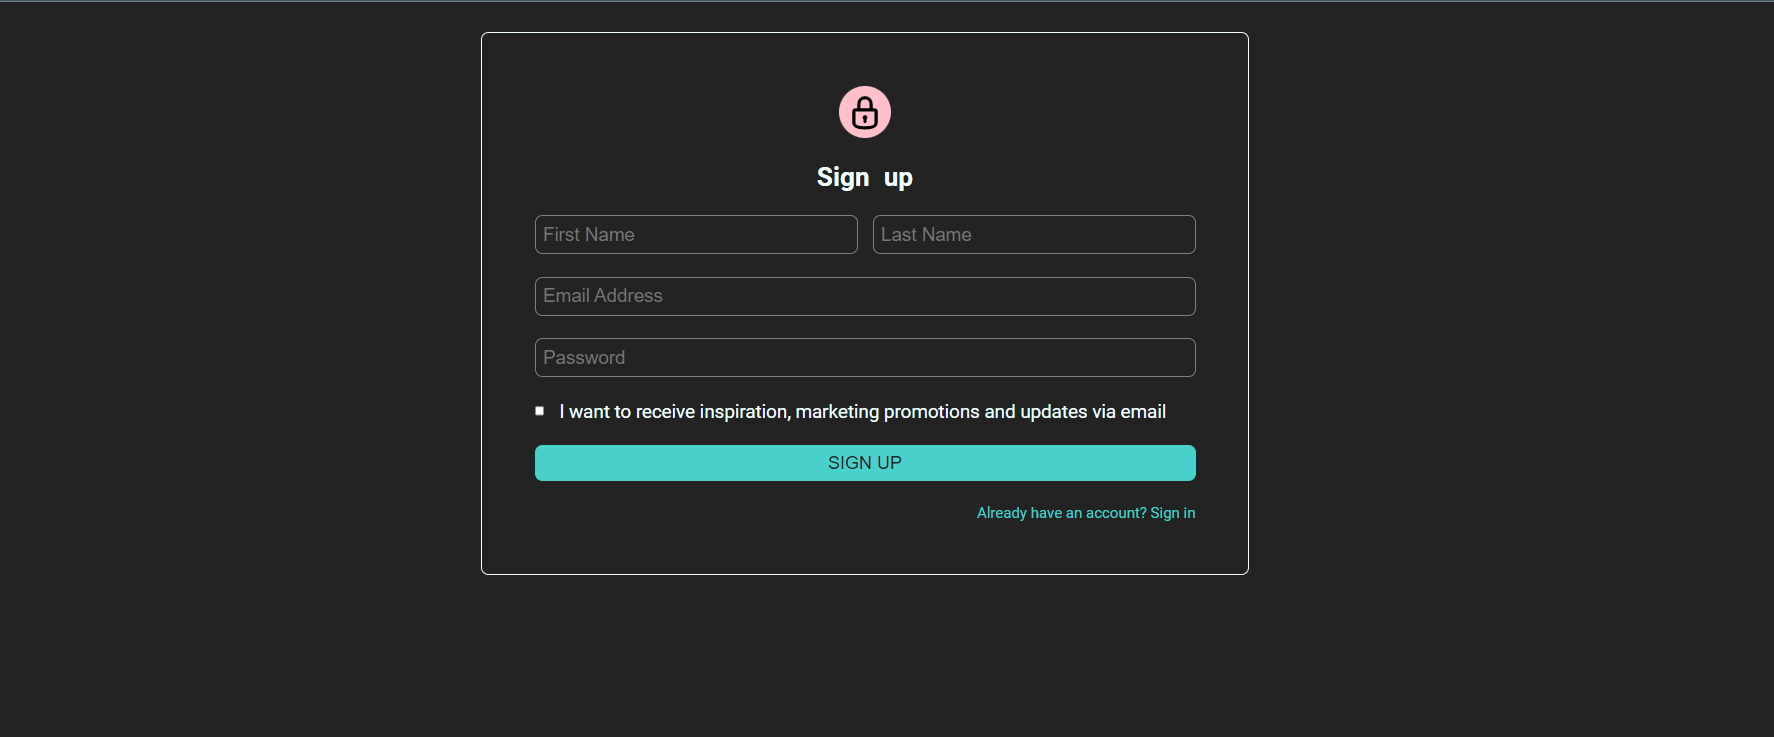 Sign up
First Name
Last Name
Email Address
Password
I want to receive inspiration, marketing promotions and updates via email
SIGN UP
Already have an account? Sign in